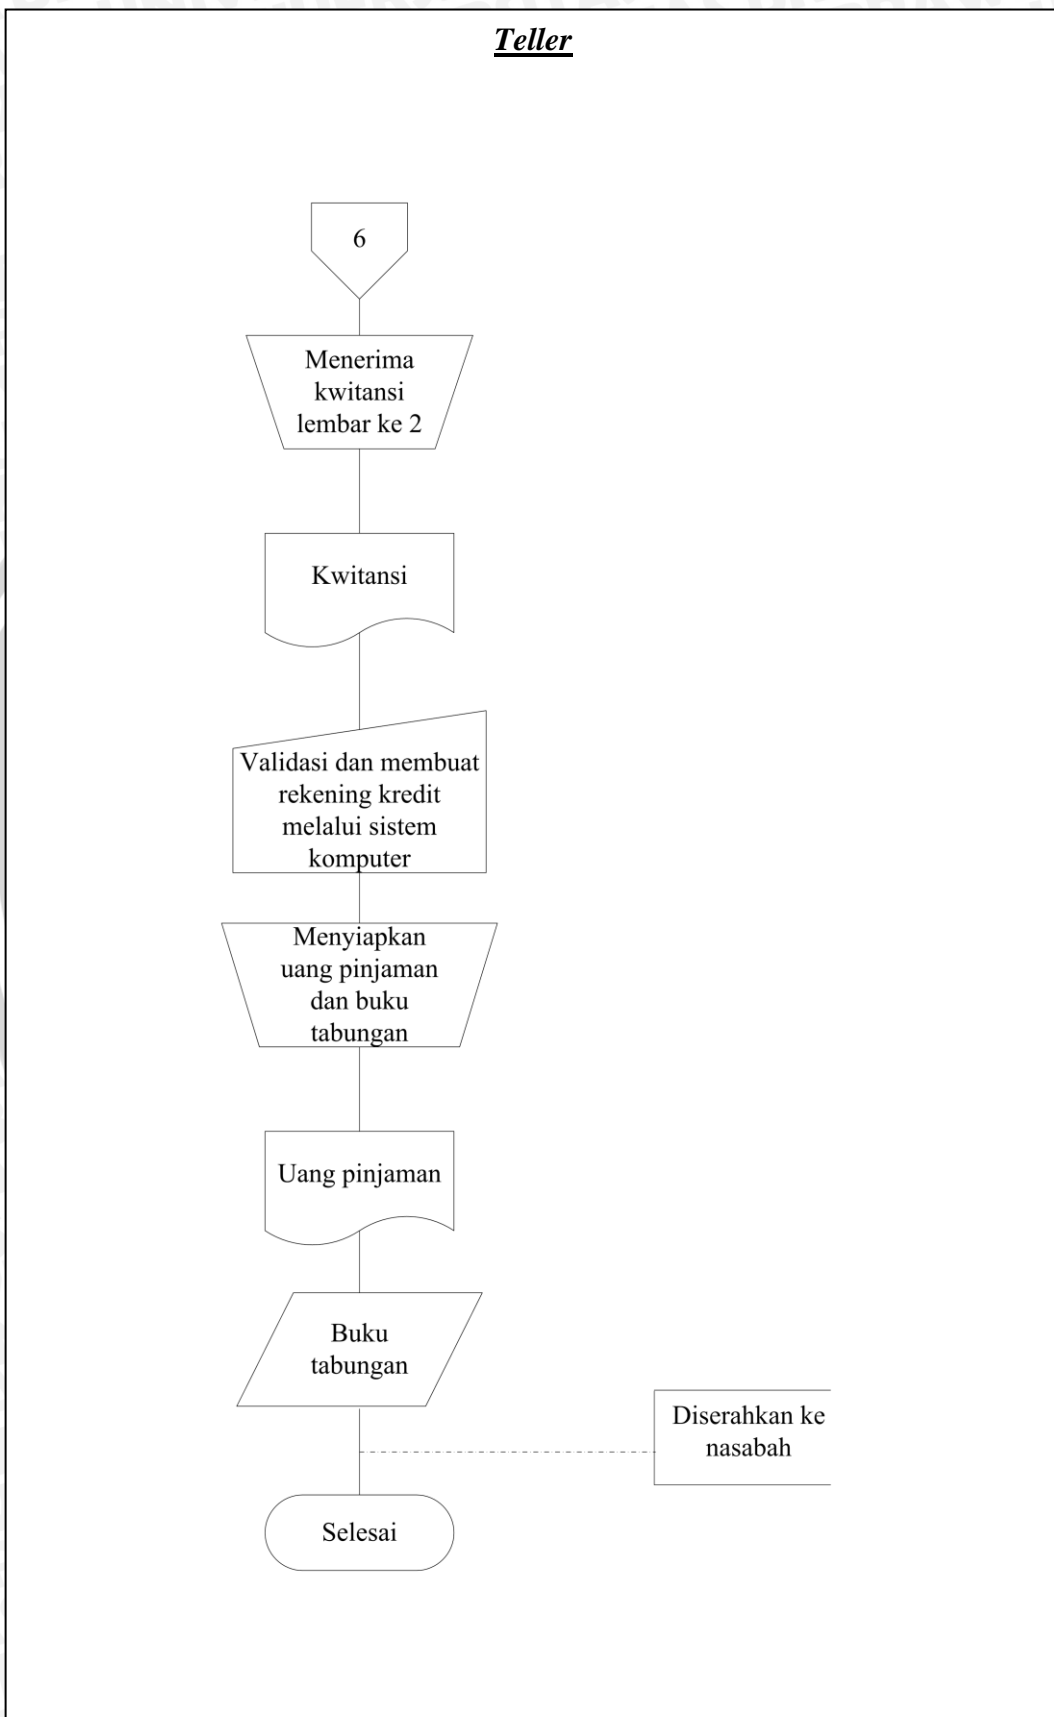 Teller
6
Menerima
kwitansi
lembar ke 2
Kwitansi
Validasi dan membuat
rekening kredit
melalui sistem
komputer
Menyiapkan
uang pinjaman
dan buku
tabungan
Uang pinjaman
Buku
tabungan
Diserahkan ke
nasabah
Selesai